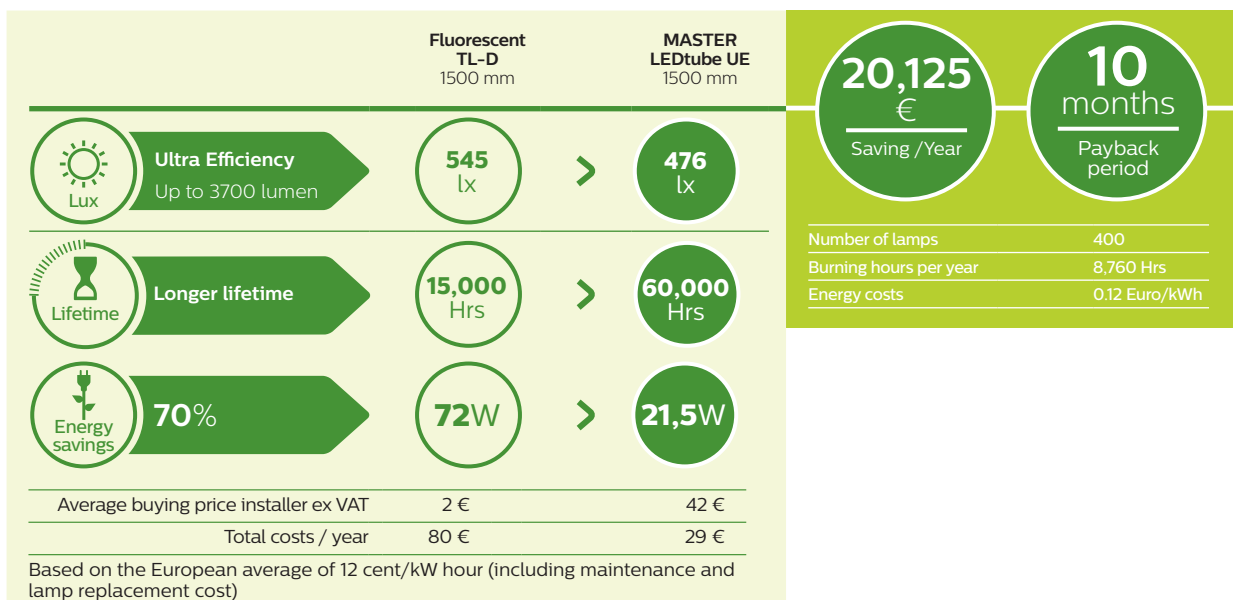 Fluorescent
TL-D
1500 mm
MASTER
LEDtube UE
1500 mm
Lux
Ultra Efficiency
Up to 3700 lumen
545
lx
>
476
lx
Lifetime
Longer lifetime
15,000
Hrs
>
60,000
Hrs
Energy
savings
70%
72W
>
21,5W
Average buying price installer ex VAT 2 € 42 €
Total costs / year 80 € 29 €
Based on the European average of 12 cent/kW hour (including maintenance and
lamp replacement cost)
20,125
€
Saving /Year
10
months
Payback
period
Number of lamps 400
Burning hours per year 8,760 Hrs
Energy costs 0.12 Euro/kWh